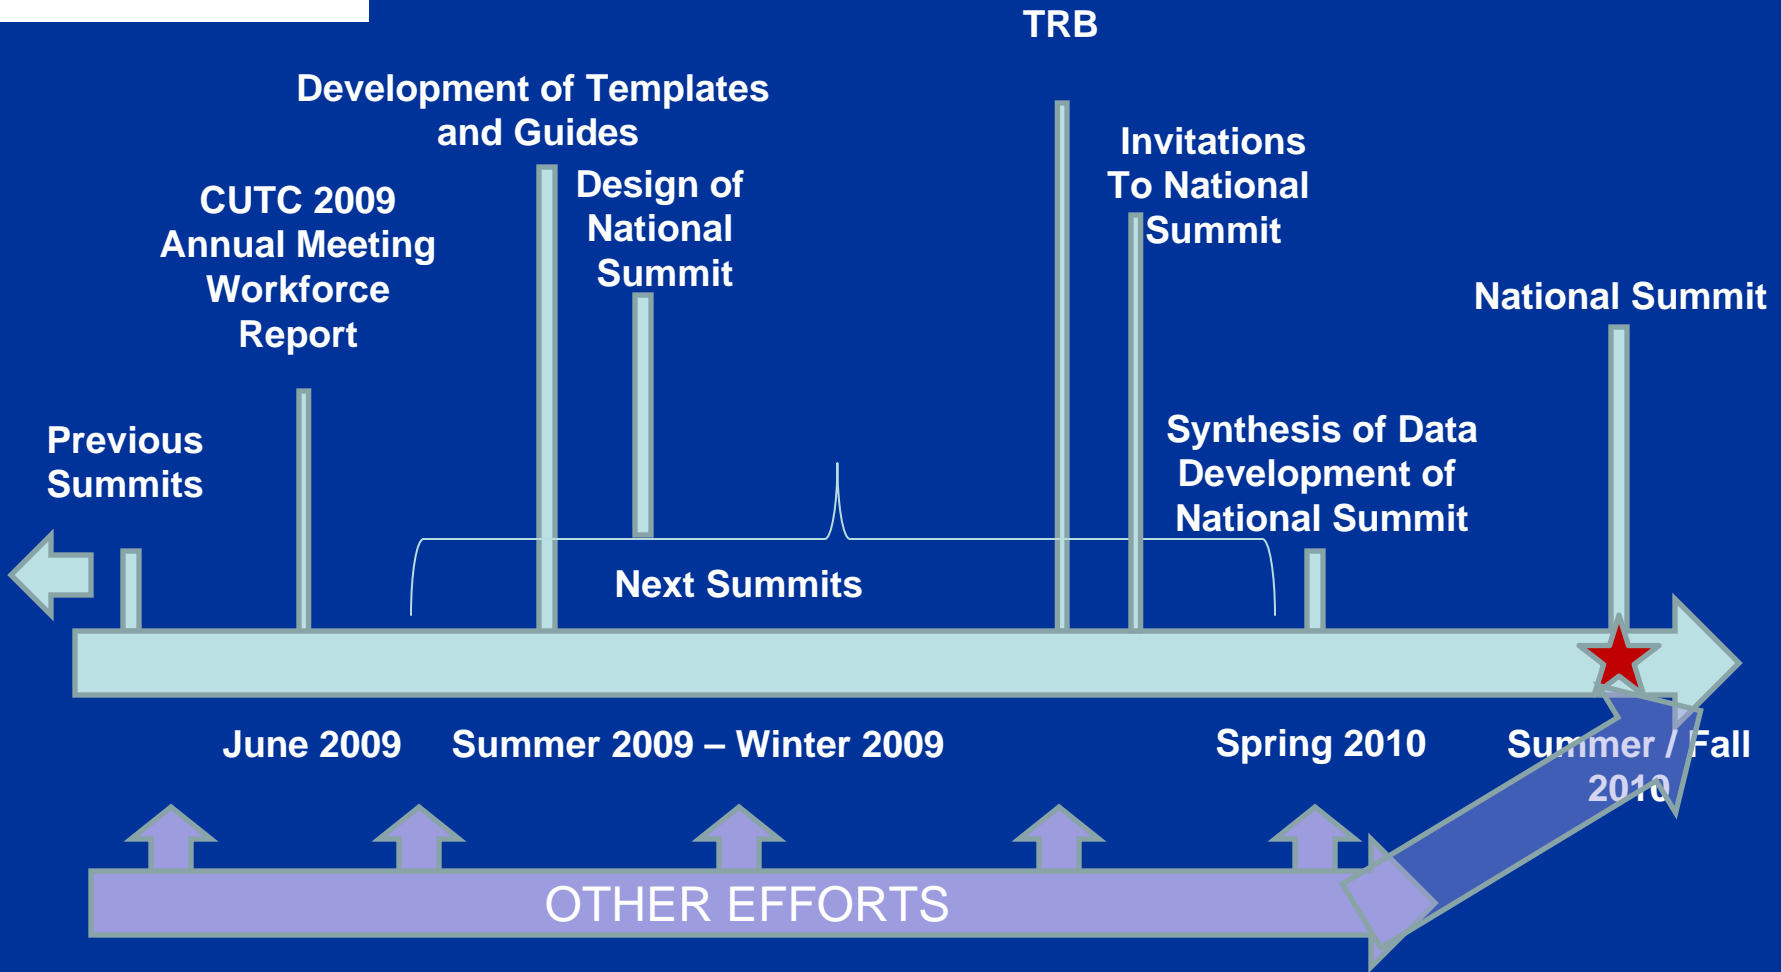 TRB
Development of Templates
and Guides
Invitations
To National
Summit
Design of
National
Summit
CUTC 2009
Annual Meeting
Workforce
Report
National Summit
Previous
Summits
Synthesis of Data
Development of
National Summit
Next Summits
June 2009
Summer 2009 – Winter 2009
Spring 2010
Summer / Fall
2010
OTHER EFFORTS